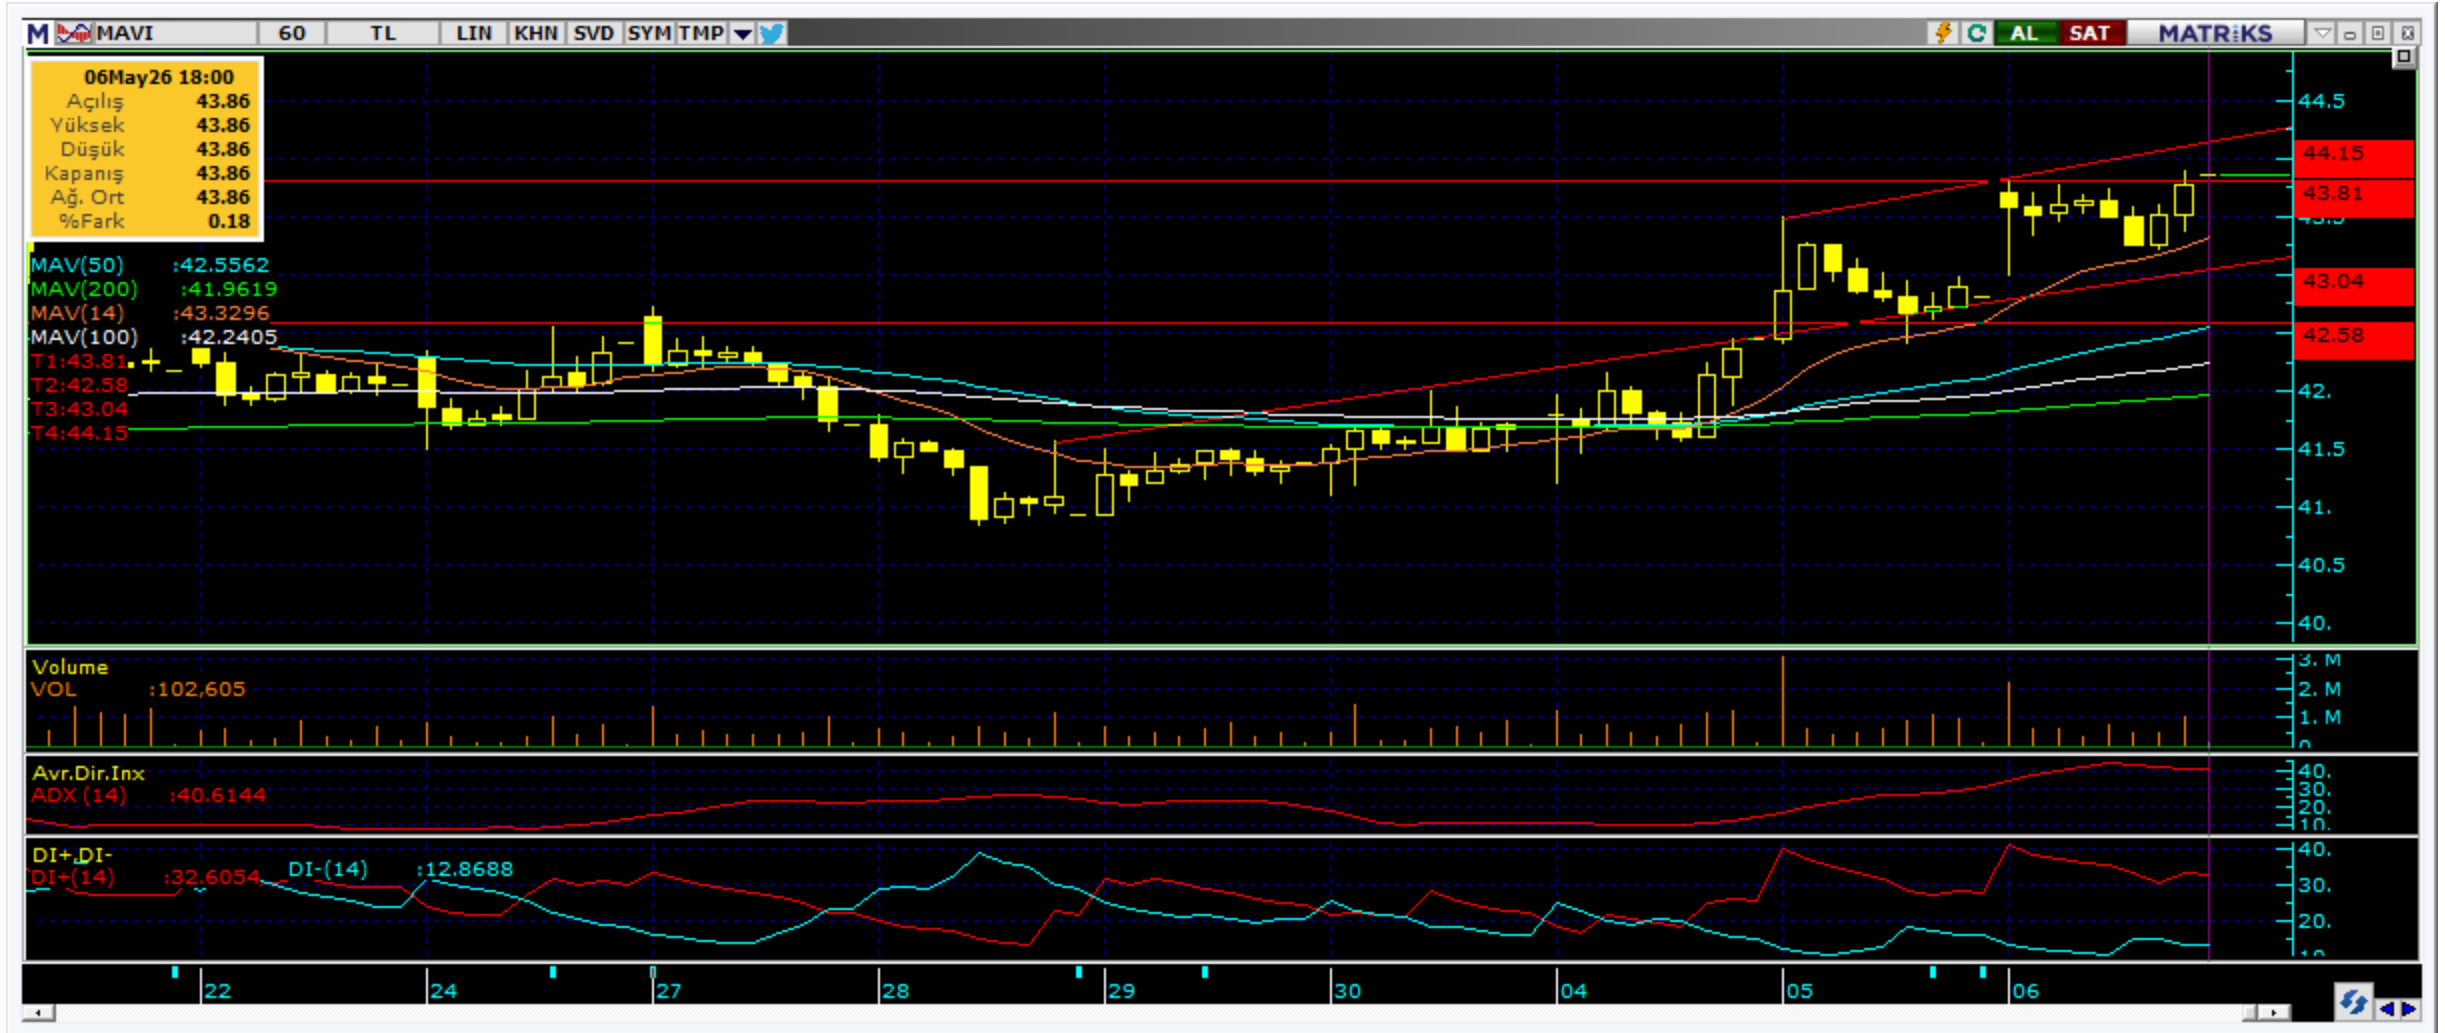 M MAVI 60 TL LIN KHN SVD SYM TMP AL SAT MATRiKS
06May26 18:00
Açılış 43.86
Yüksek 43.86
Düşük 43.86
Kapanış 43.86
Ağ. Ort 43.86
%Fark 0.18
MAV(50) :42.5562
MAV(200) :41.9619
MAV(14) :43.3296
MAV(100) :42.2405
T1:43.81
T2:42.58
T3:43.04
T4:44.15
44.5
44.15
43.81
43.5
43.04
42.58
42.
41.5
41.
40.5
40.
Volume
VOL :102,605
3. M
2. M
1. M
0
Avr.Dir.Inx
ADX (14) :40.6144
40.
30.
20.
10.
DI+,DI-
DI+(14) :32.6054 DI-(14) :12.8688
40.
30.
20.
10
22 24 27 28 29 30 04 05 06